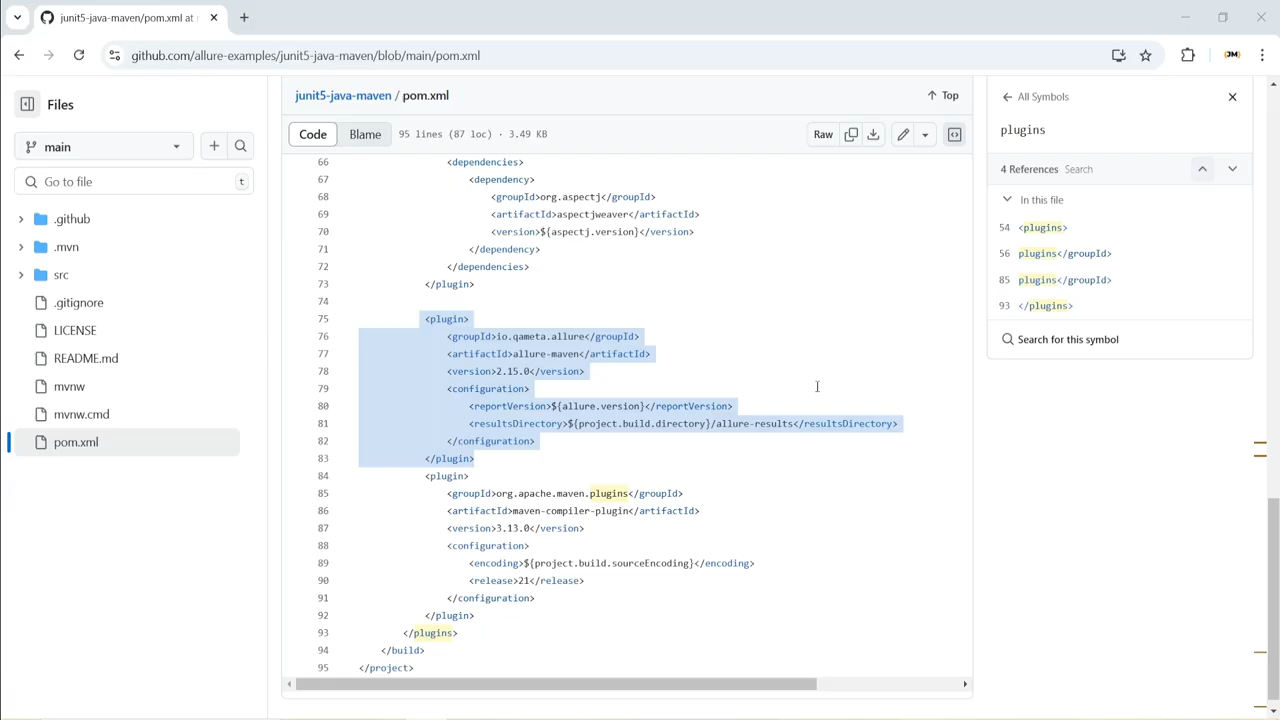 junit5-java-maven/pom.xml at
github.com/allure-examples/junit5-java-maven/blob/main/pom.xml
JM
Files
main
Go to file
t
.github
.mvn
src
.gitignore
LICENSE
README.md
mvnw
mvnw.cmd
pom.xml
junit5-java-maven / pom.xml
Top
Code Blame 95 lines (87 loc) · 3.49 KB
Raw
66 <dependencies>
67 <dependency>
68 <groupId>org.aspectj</groupId>
69 <artifactId>aspectjweaver</artifactId>
70 <version>${aspectj.version}</version>
71 </dependency>
72 </dependencies>
73 </plugin>
74
75 <plugin>
76 <groupId>io.qameta.allure</groupId>
77 <artifactId>allure-maven</artifactId>
78 <version>2.15.0</version>
79 <configuration>
80 <reportVersion>${allure.version}</reportVersion>
81 <resultsDirectory>${project.build.directory}/allure-results</resultsDirectory>
82 </configuration>
83 </plugin>
84 <plugin>
85 <groupId>org.apache.maven.plugins</groupId>
86 <artifactId>maven-compiler-plugin</artifactId>
87 <version>3.13.0</version>
88 <configuration>
89 <encoding>${project.build.sourceEncoding}</encoding>
90 <release>21</release>
91 </configuration>
92 </plugin>
93 </plugins>
94 </build>
95 </project>
All Symbols
plugins
4 References Search
In this file
54 <plugins>
56 plugins</groupId>
85 plugins</groupId>
93 </plugins>
Search for this symbol